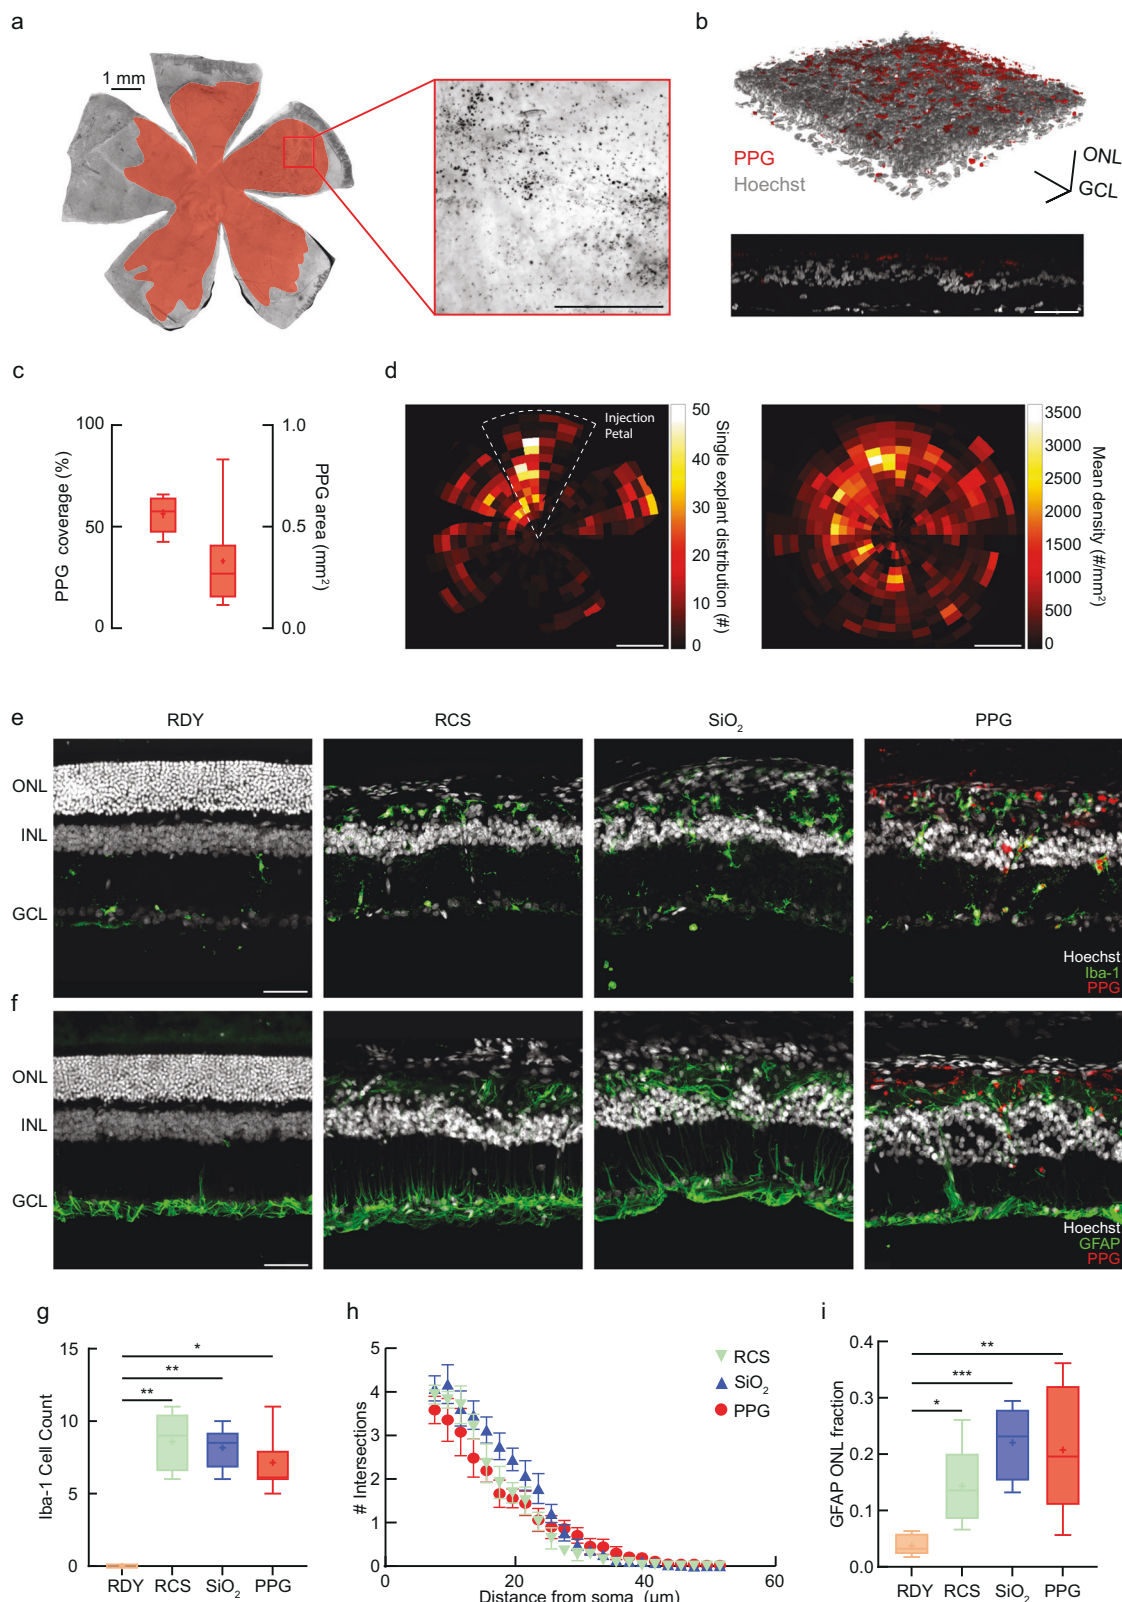 a
1 mm
b
PPG
Hoechst
ONL
GCL
c
PPG coverage (%)
100
50
0
1.0
0.5
0.0
PPG area (mm²)
d
Injection
Petal
50
40
30
20
10
0
Single explant distribution (#)
3500
3000
2500
2000
1500
1000
500
0
Mean density (#/mm²)
RDY
RCS
SiO₂
PPG
e
ONL
INL
GCL
Hoechst
Iba-1
PPG
f
ONL
INL
GCL
Hoechst
GFAP
PPG
g
Iba-1 Cell Count
15
10
5
0
*
**
**
RDY
RCS
SiO₂
PPG
h
# Intersections
5
4
3
2
1
0
0
20
40
60
Distance from soma (µm)
RCS
SiO₂
PPG
i
GFAP ONL fraction
0.4
0.3
0.2
0.1
0.0
**
***
*
RDY
RCS
SiO₂
PPG